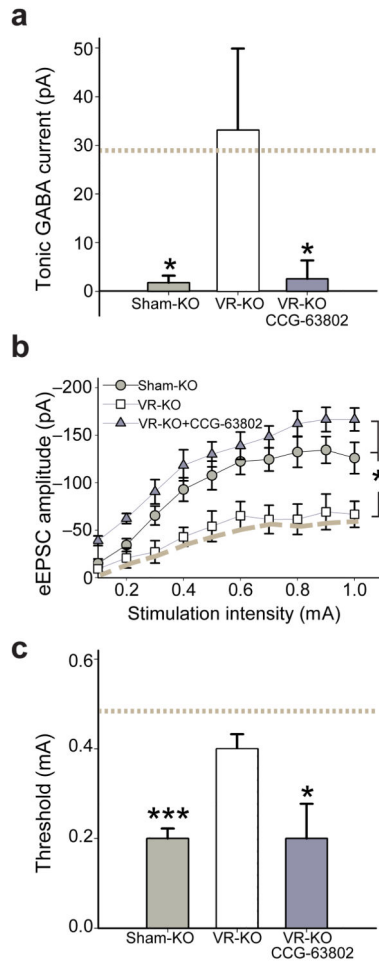 a
Tonic GABA current (pA)
50
40
30
20
10
0
*
*
Sham-KO
VR-KO
VR-KO
CCG-63802
b
eEPSC amplitude (pA)
−200
−150
−100
−50
0
Sham-KO
VR-KO
VR-KO+CCG-63802
*
0.2
0.4
0.6
0.8
1.0
Stimulation intensity (mA)
c
Threshold (mA)
0.6
0.4
0.2
0.0
***
*
Sham-KO
VR-KO
VR-KO
CCG-63802